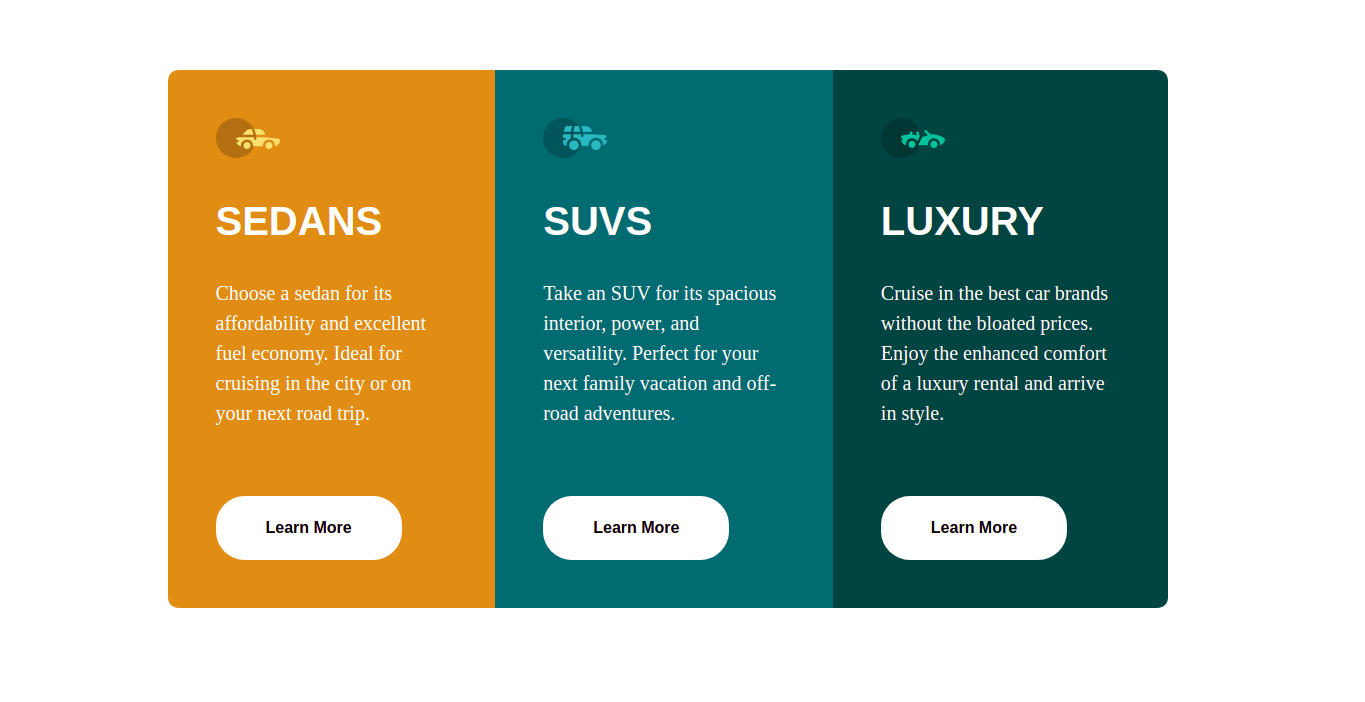 SEDANS
Choose a sedan for its
affordability and excellent
fuel economy. Ideal for
cruising in the city or on
your next road trip.
Learn More
SUVS
Take an SUV for its spacious
interior, power, and
versatility. Perfect for your
next family vacation and off-
road adventures.
Learn More
LUXURY
Cruise in the best car brands
without the bloated prices.
Enjoy the enhanced comfort
of a luxury rental and arrive
in style.
Learn More